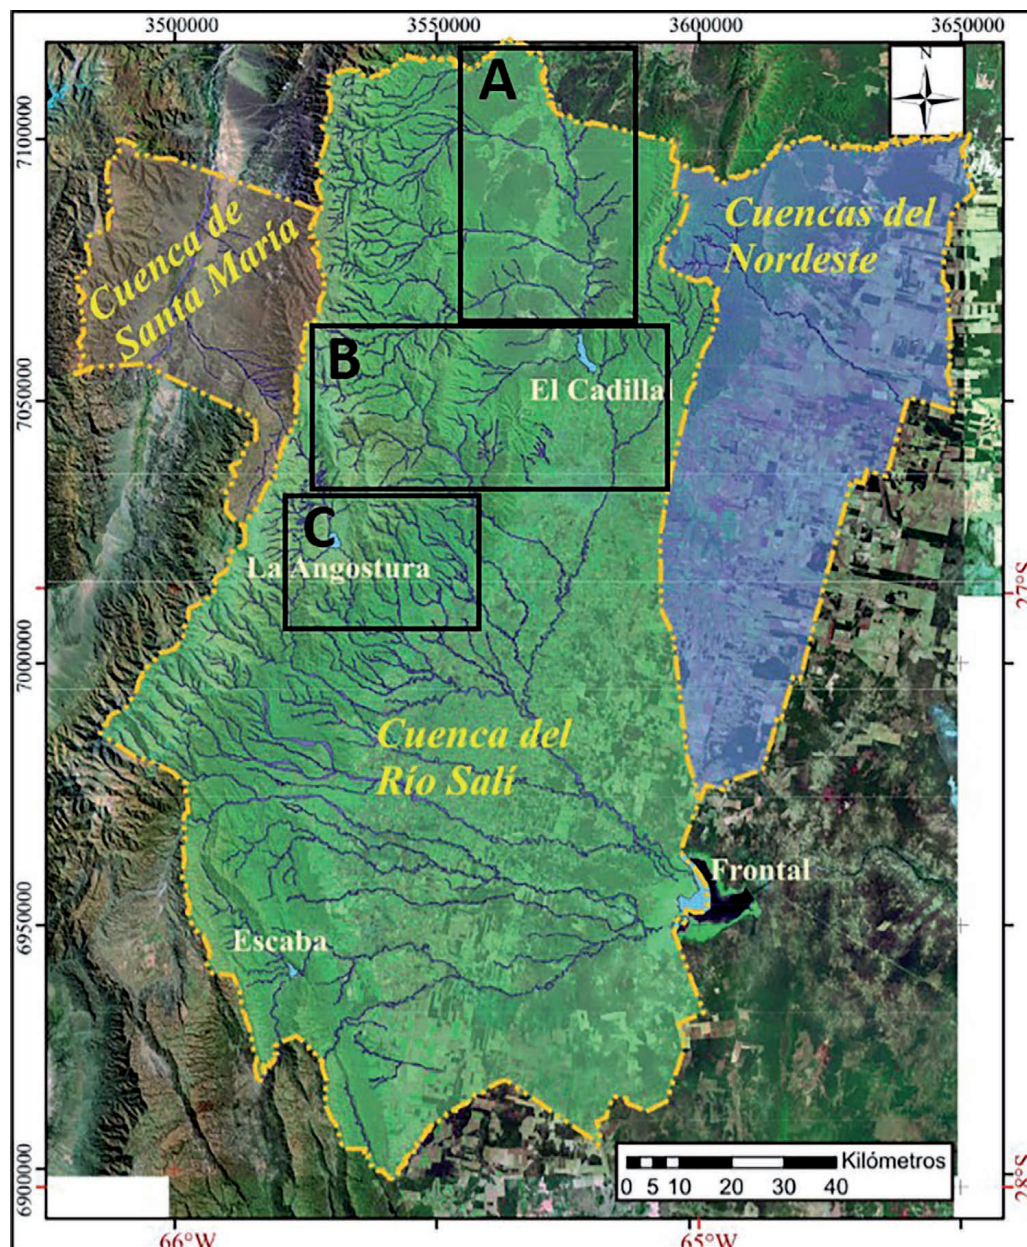 3500000 3550000 3600000 3650000
N
A
7100000
Cuenca de
Santa María
Cuencas del
Nordeste
B
El Cadilla
7050000
C
La Angostura
27°S
7000000
Cuenca del
Río Salí
Frontal
6950000
Escaba
Kilómetros
0 5 10 20 30 40
6900000
28°S
66°W 65°W